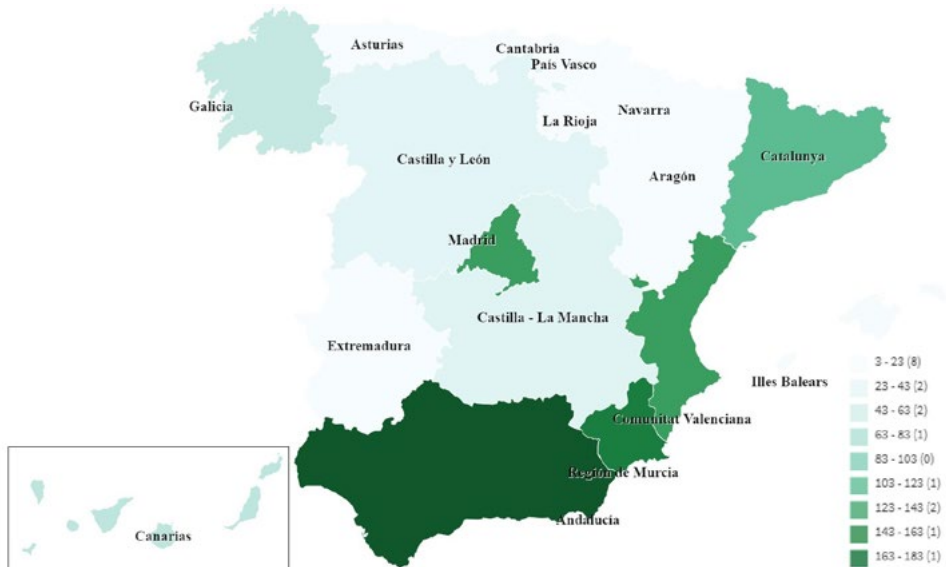 Asturias
Cantabria
País Vasco
Galicia
La Rioja
Navarra
Castilla y León
Aragón
Catalunya
Madrid
Castilla - La Mancha
Extremadura
Illes Balears
Comunitat Valenciana
Región de Murcia
Andalucía
Canarias
3 - 23 (8)
23 - 43 (2)
43 - 63 (2)
63 - 83 (1)
83 - 103 (0)
103 - 123 (1)
123 - 143 (2)
143 - 163 (1)
163 - 183 (1)